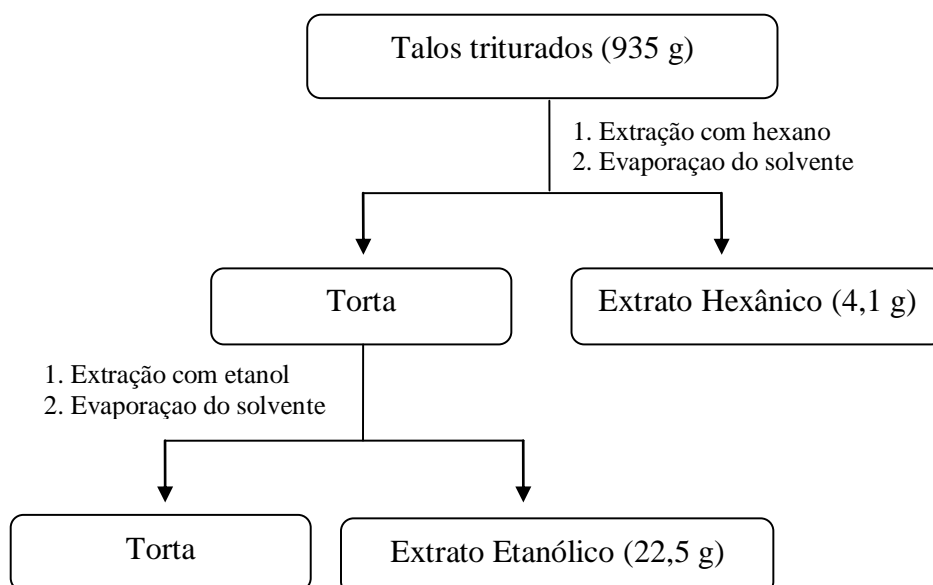 Talos triturados (935 g)
1. Extração com hexano
2. Evaporaçao do solvente
Torta
Extrato Hexânico (4,1 g)
1. Extração com etanol
2. Evaporaçao do solvente
Torta
Extrato Etanólico (22,5 g)